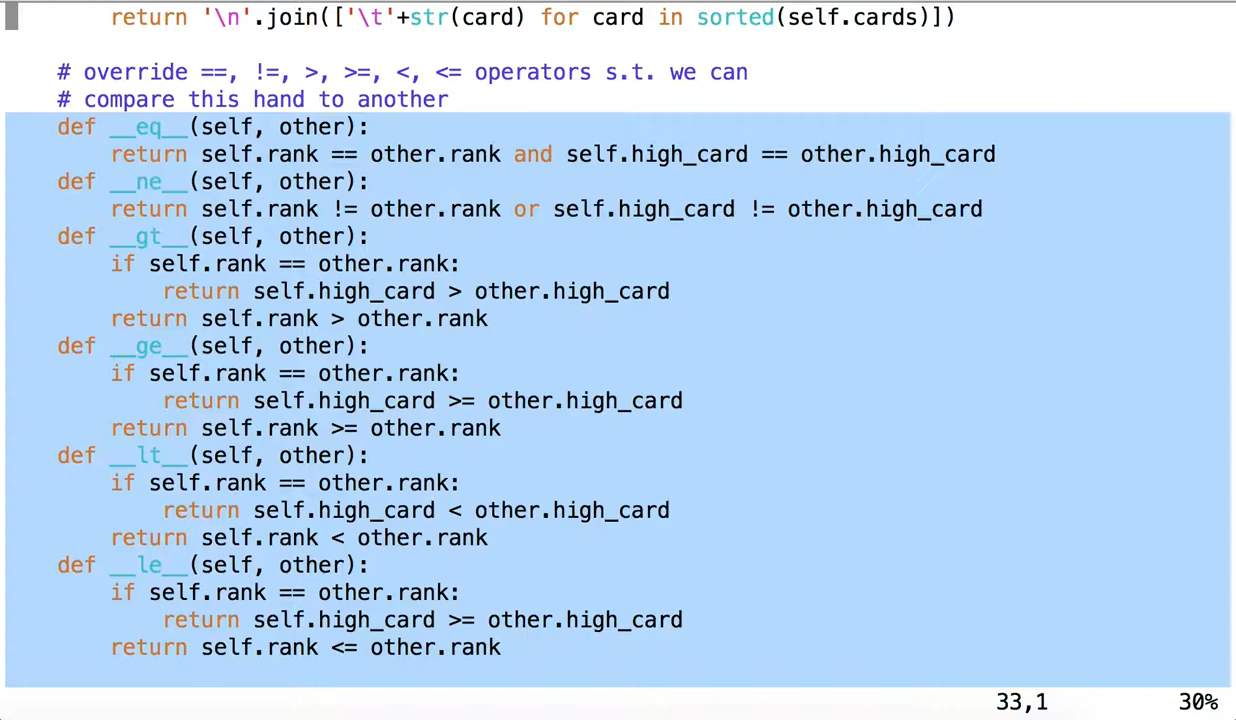 return '\n'.join(['\t'+str(card) for card in sorted(self.cards)])

    # override ==, !=, >, >=, <, <= operators s.t. we can
    # compare this hand to another
    def __eq__(self, other):
        return self.rank == other.rank and self.high_card == other.high_card
    def __ne__(self, other):
        return self.rank != other.rank or self.high_card != other.high_card
    def __gt__(self, other):
        if self.rank == other.rank:
            return self.high_card > other.high_card
        return self.rank > other.rank
    def __ge__(self, other):
        if self.rank == other.rank:
            return self.high_card >= other.high_card
        return self.rank >= other.rank
    def __lt__(self, other):
        if self.rank == other.rank:
            return self.high_card < other.high_card
        return self.rank < other.rank
    def __le__(self, other):
        if self.rank == other.rank:
            return self.high_card >= other.high_card
        return self.rank <= other.rank

33,1 30%